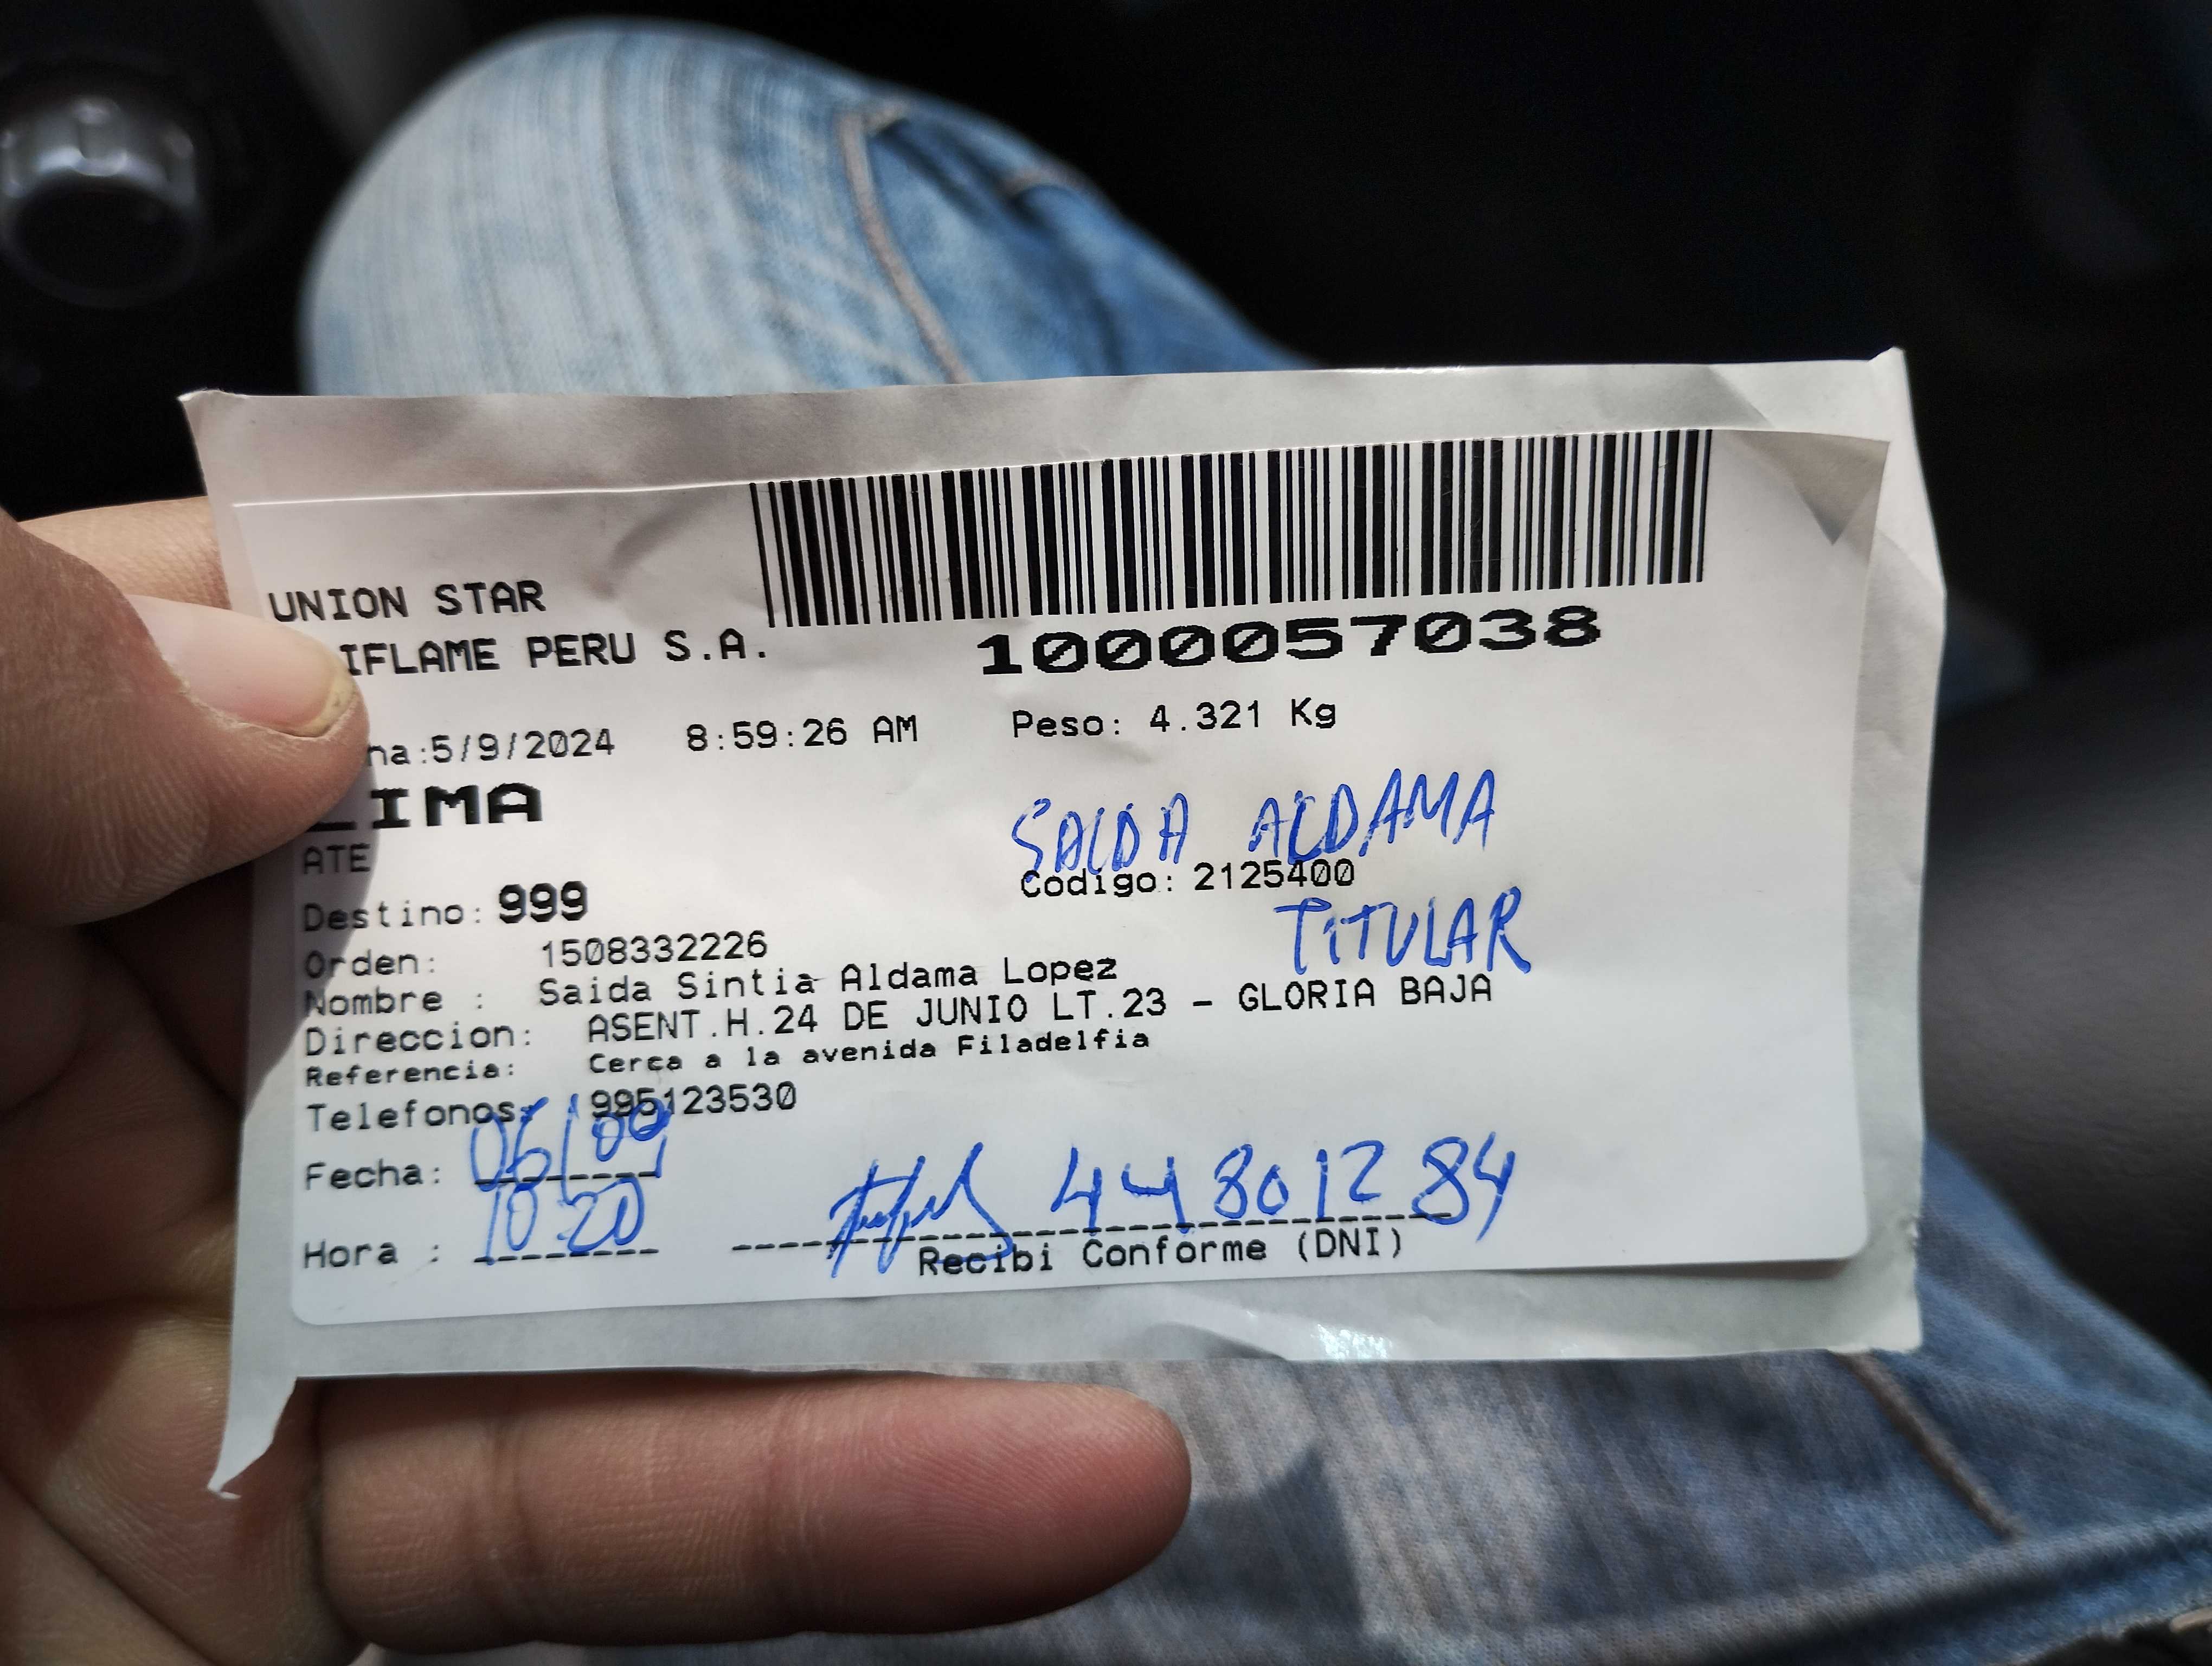 UNION STAR
IFLAME PERU S.A.
1000057038
na:5/9/2024 8:59:26 AM Peso: 4.321 Kg
LIMA
SAIDA ALDAMA
ATE
Codigo: 2125400
Destino: 999
TITULAR
Orden: 1508332226
Nombre : Saida Sintia Aldama Lopez
Direccion: ASENT.H.24 DE JUNIO LT.23 - GLORIA BAJA
Referencia: Cerca a la avenida Filadelfia
Telefonos: 995123530
Fecha: 06/09 44801284
Hora : 10:20 Recibi Conforme (DNI)